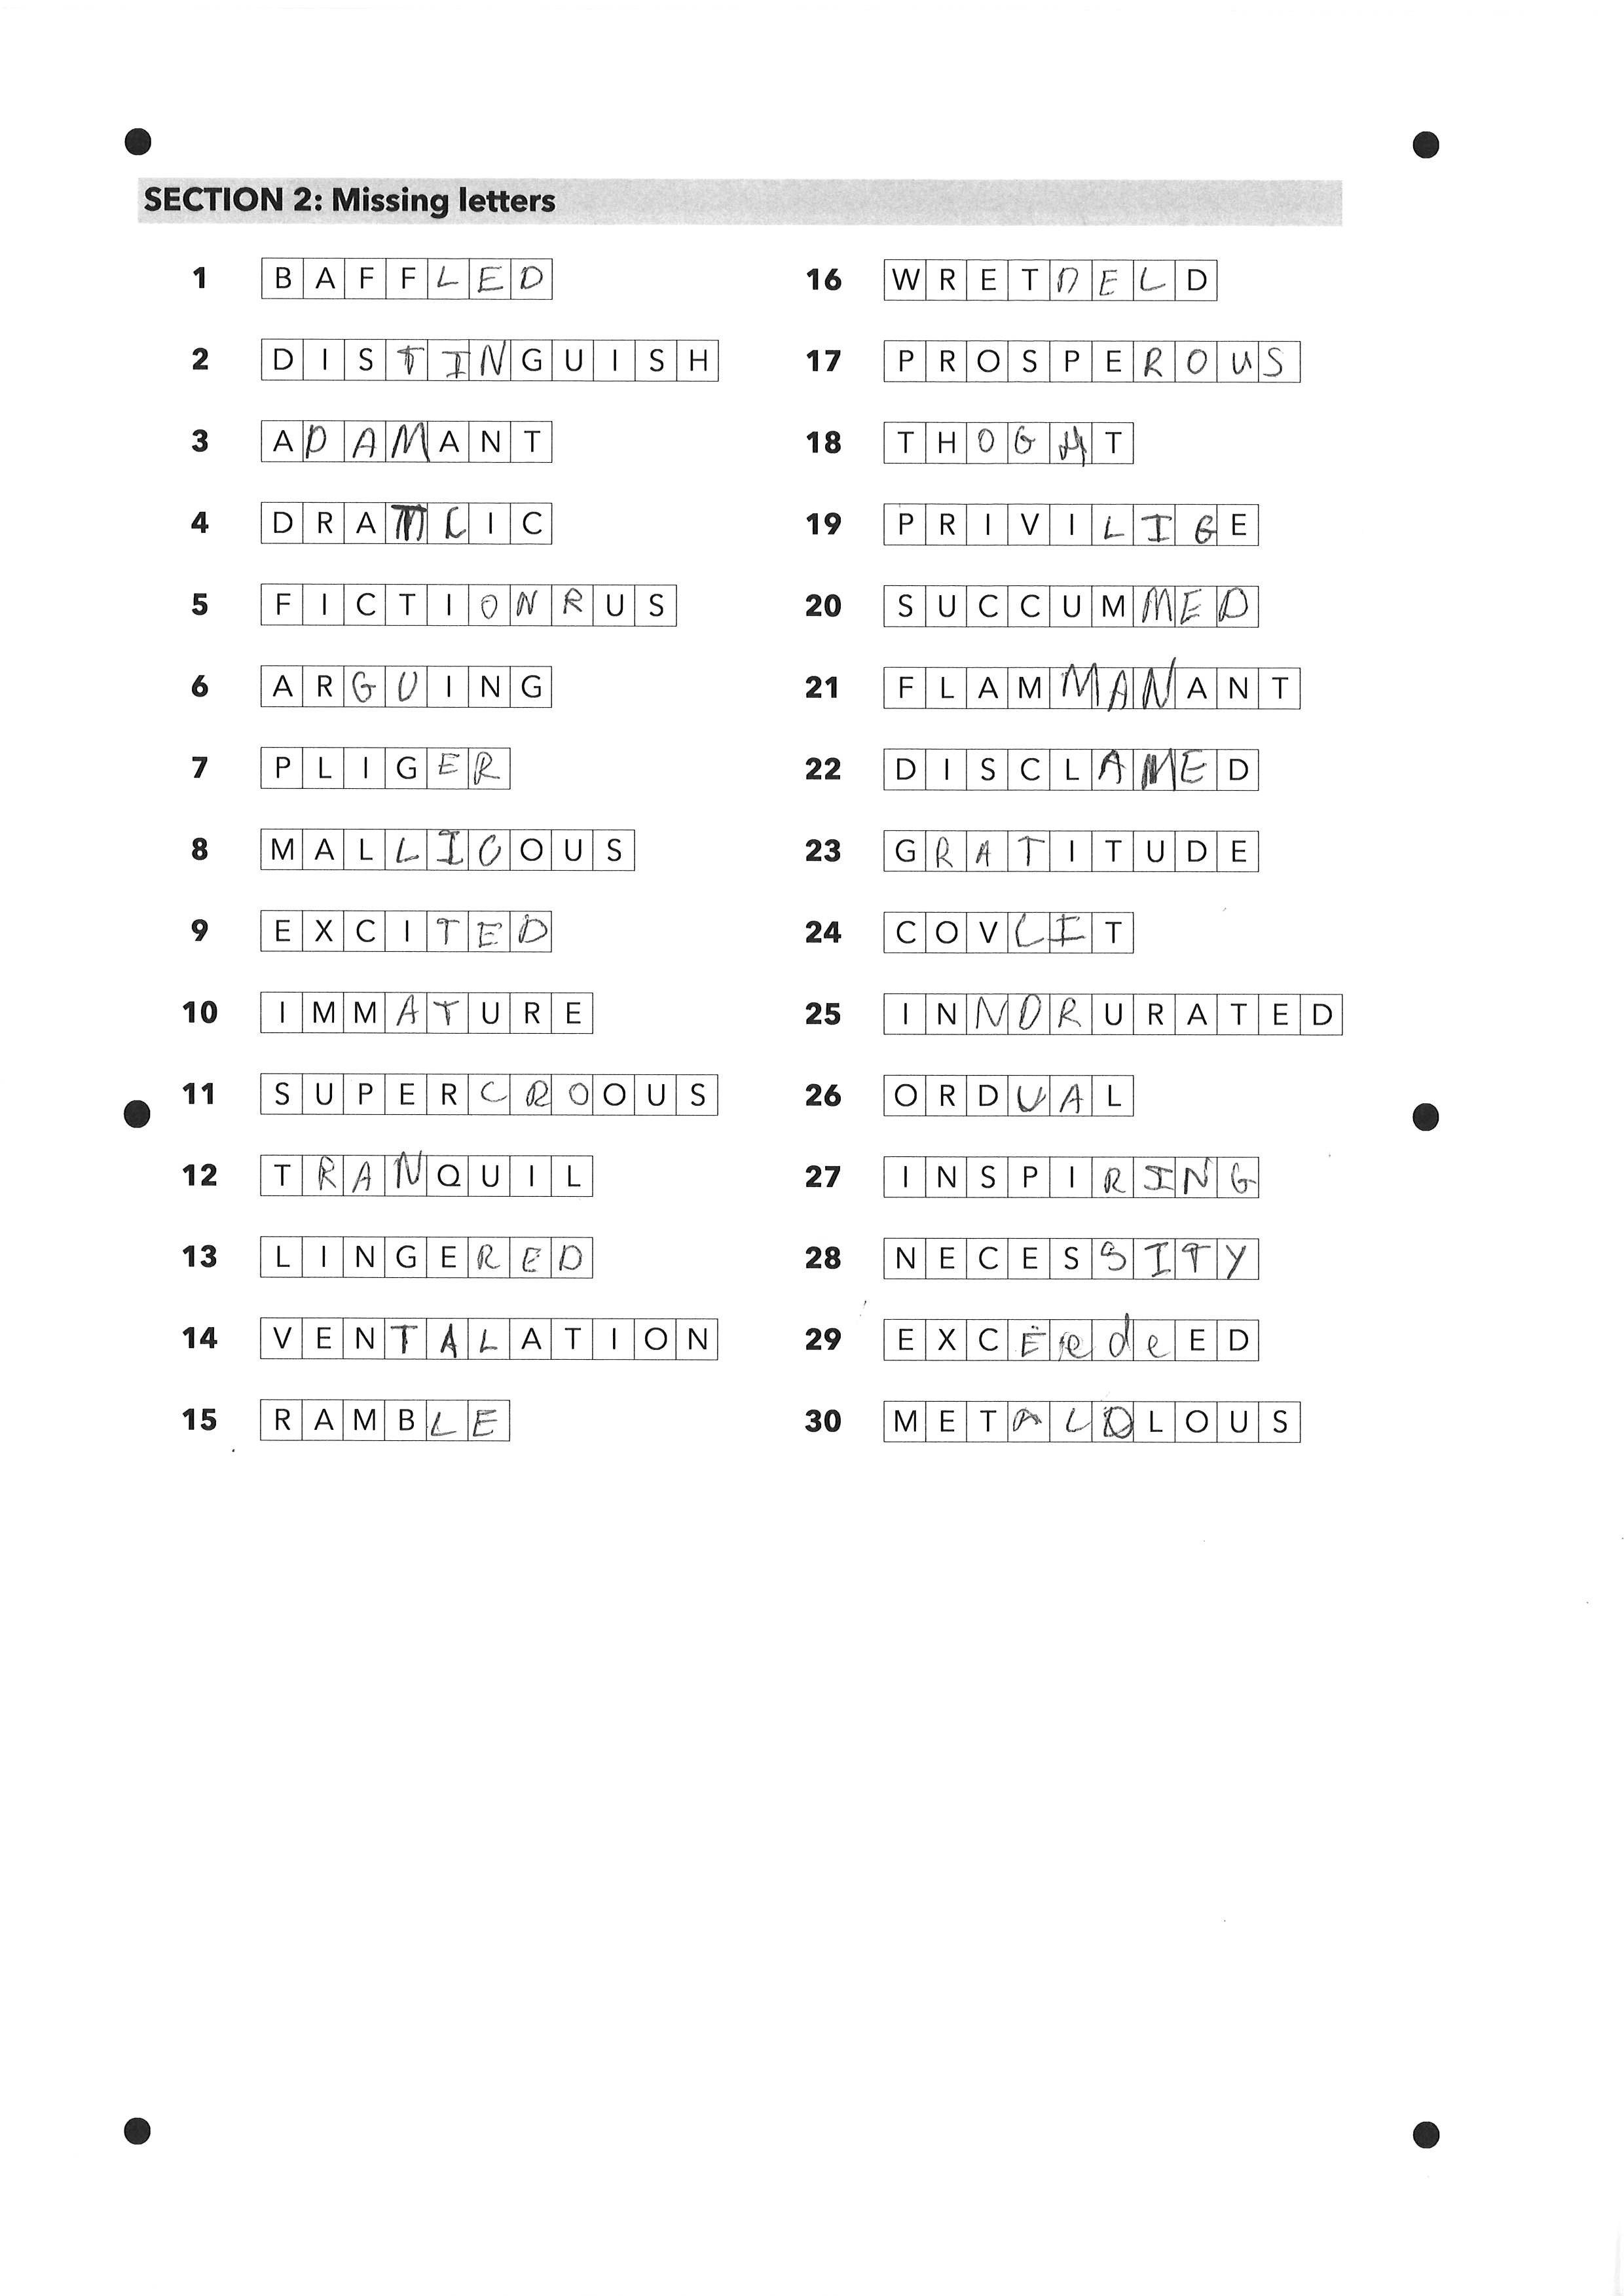 SECTION 2: Missing letters
1 BAFFLED
2 DISTINGUISH
3 ADAMANT
4 DRAMLIC
5 FICTIONRUS
6 ARGUING
7 PLIGER
8 MALLICOUS
9 EXCITED
10 IMMATURE
11 SUPERCROOUS
12 TRANQUIL
13 LINGERED
14 VENTALATION
15 RAMBLE
16 WRETDELD
17 PROSPEROUS
18 THOGHT
19 PRIVILIGE
20 SUCCUMMED
21 FLAMMANANT
22 DISCLAMED
23 GRATITUDE
24 COVLIT
25 INNDRURATED
26 ORDUAL
27 INSPIRING
28 NECESSITY
29 EXCEedeED
30 METALDLOUS